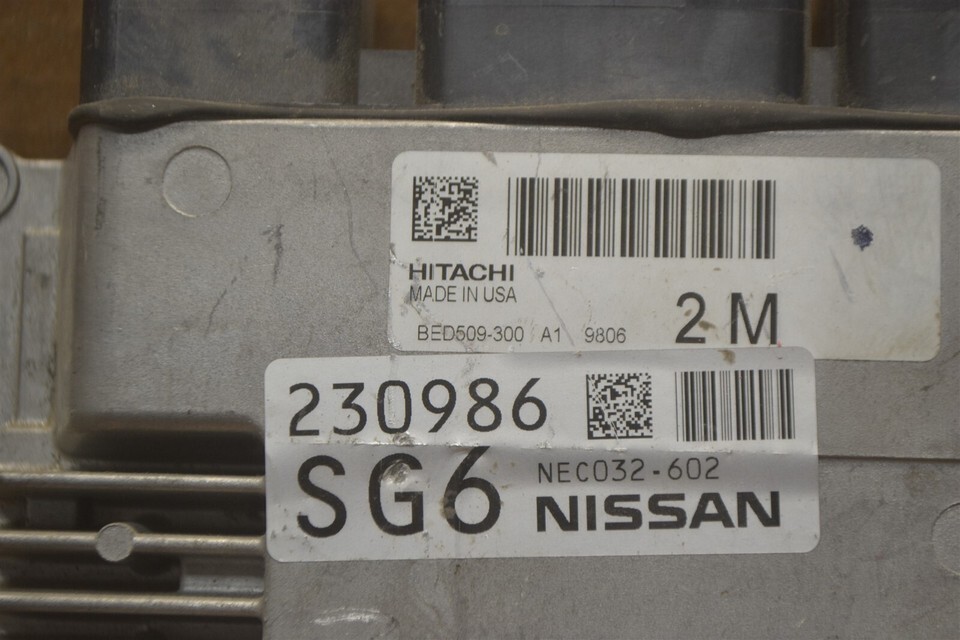 HITACHI
MADE IN USA
BED509-300 A1 9806 2 M
230986
SG6 NEC032-602
NISSAN